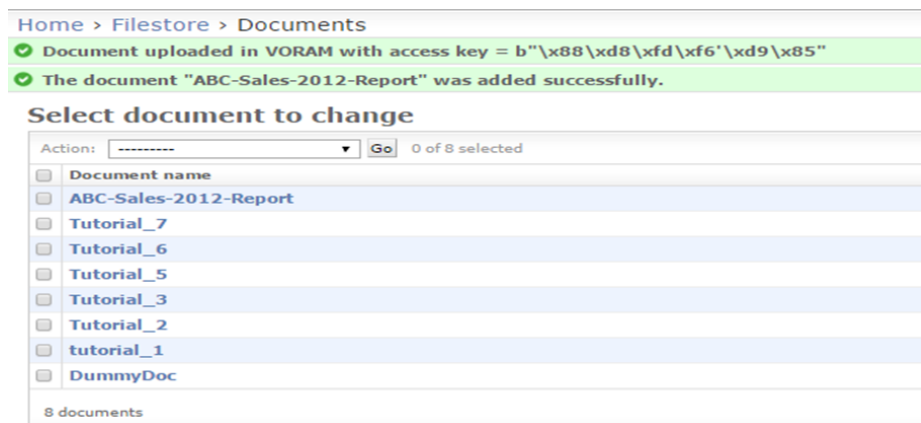 Home › Filestore › Documents
Document uploaded in VORAM with access key = b"\x88\xd8\xfd\xf6'\xd9\x85"
The document "ABC-Sales-2012-Report" was added successfully.
Select document to change
Action: --------- Go 0 of 8 selected
Document name
ABC-Sales-2012-Report
Tutorial_7
Tutorial_6
Tutorial_5
Tutorial_3
Tutorial_2
tutorial_1
DummyDoc
8 documents